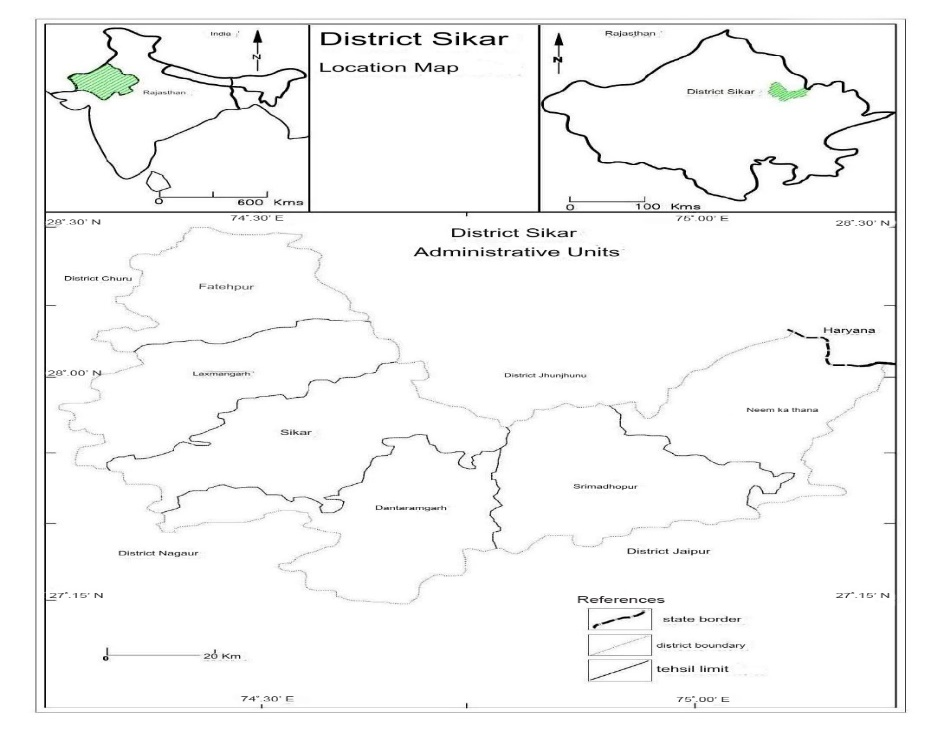 India
N
Rajasthan
0 600 Kms
District Sikar
Location Map
Rajasthan
N
District Sikar
0 100 Kms
28°.30' N
74°.30' E
75°.00' E
28°.30' N
District Sikar
Administrative Units
District Churu
Fatehpur
Haryana
28°.00' N
Laxmangarh
District Jhunjhunu
Neem ka thana
Sikar
Srimadhopur
Dantaramgarh
District Nagaur
District Jaipur
27°.15' N
27°.15' N
References
state border
district boundary
tehsil limit
0 20 Km
74°.30' E
75°.00' E